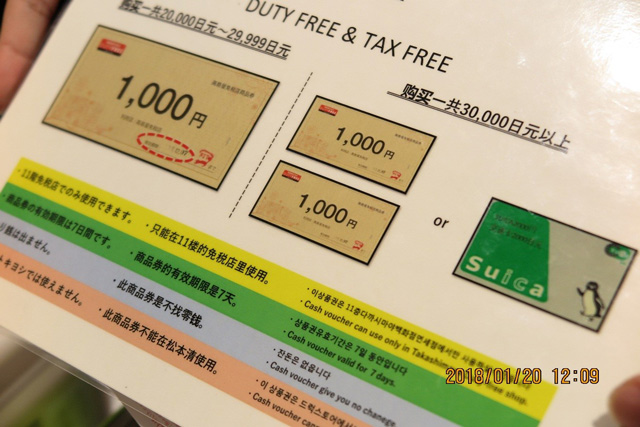 DUTY FREE & TAX FREE
购买一共20,000日元～29,999日元
1,000円
购买一共30,000日元以上
1,000円
1,000円
or
Suica
・11階免税店でのみ使用できます。
・只能在11楼的免税店里使用。
・이상품권은 11층다카시마야백화점면세점에서만 사용
・Cash voucher can use only in Takas
free shop.
商品券の有効期限は7日間です。
・商品券的有效期限是7天。
・상품권유효기간은 7일 동안입니다
・Cash voucher valid for 7 days.
り銭は出ません。
・此商品券是不找零钱。
・잔돈은 없읍니다
・Cash voucher give you no chanege.
トキヨシでは使えません。
・此商品券不能在松本清使用。
・이 상품권은 드럭스토어에서
・Cash voucher
2018/01/20 12:09